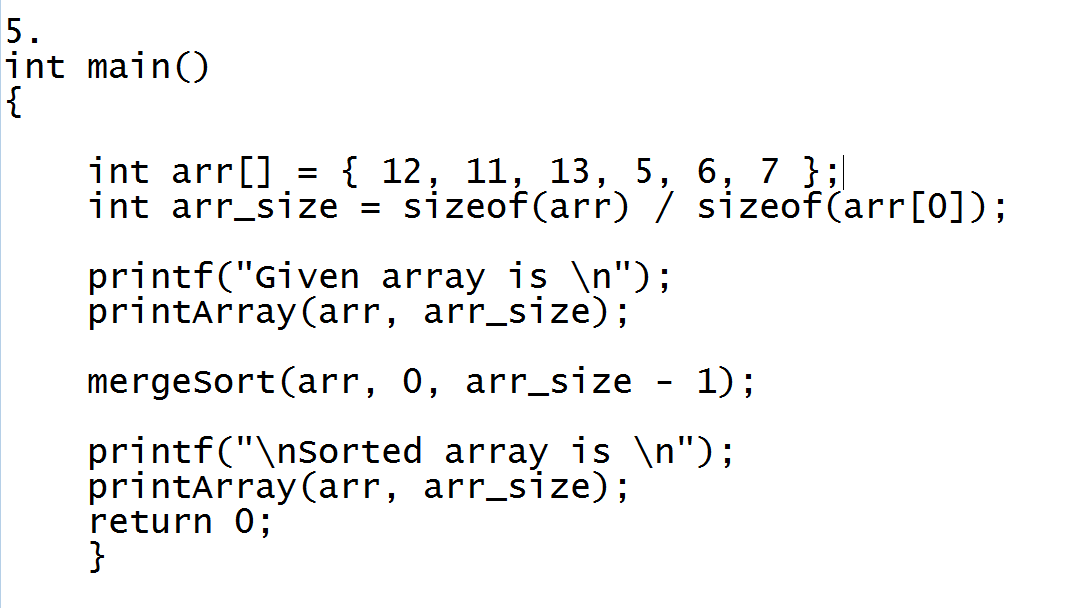 5.
int main()
{
int arr[] = { 12, 11, 13, 5, 6, 7 };
int arr_size = sizeof(arr) / sizeof(arr[0]);
printf("Given array is \n");
printArray(arr, arr_size);
mergeSort(arr, 0, arr_size - 1);
printf("\nSorted array is \n");
printArray(arr, arr_size);
return 0;
}